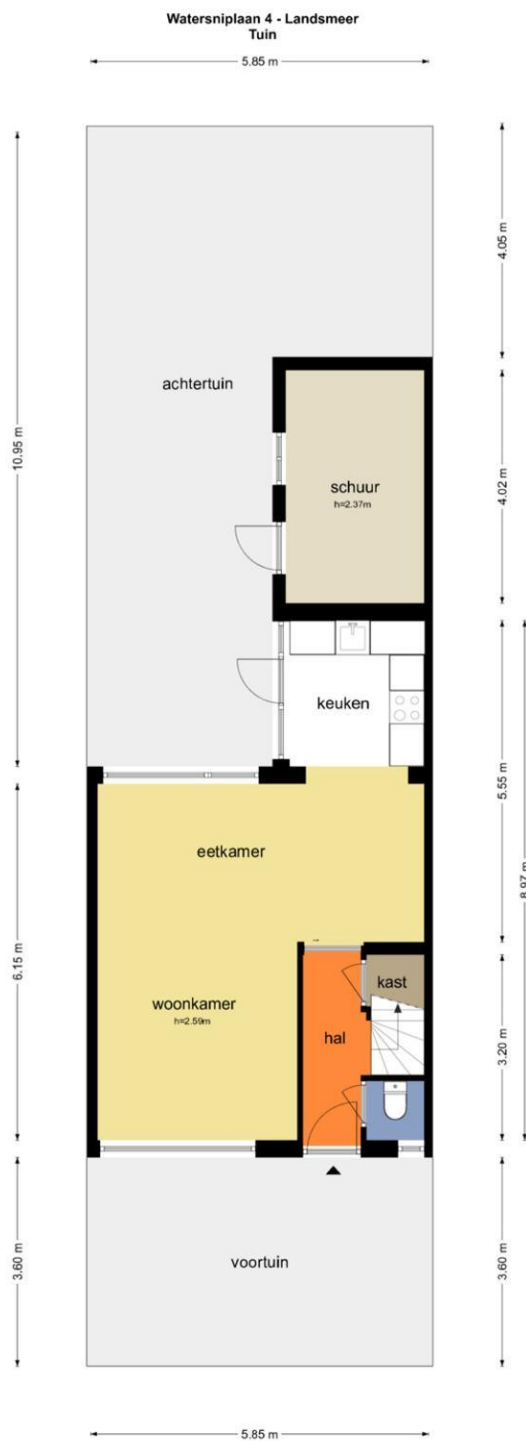 Watersniplaan 4 - Landsmeer
Tuin
5.85 m
10.95 m
4.05 m
achtertuin
schuur
h=2.37m
4.02 m
keuken
5.55 m
8.97 m
eetkamer
6.15 m
woonkamer
h=2.59m
hal
kast
3.20 m
3.60 m
voortuin
3.60 m
5.85 m